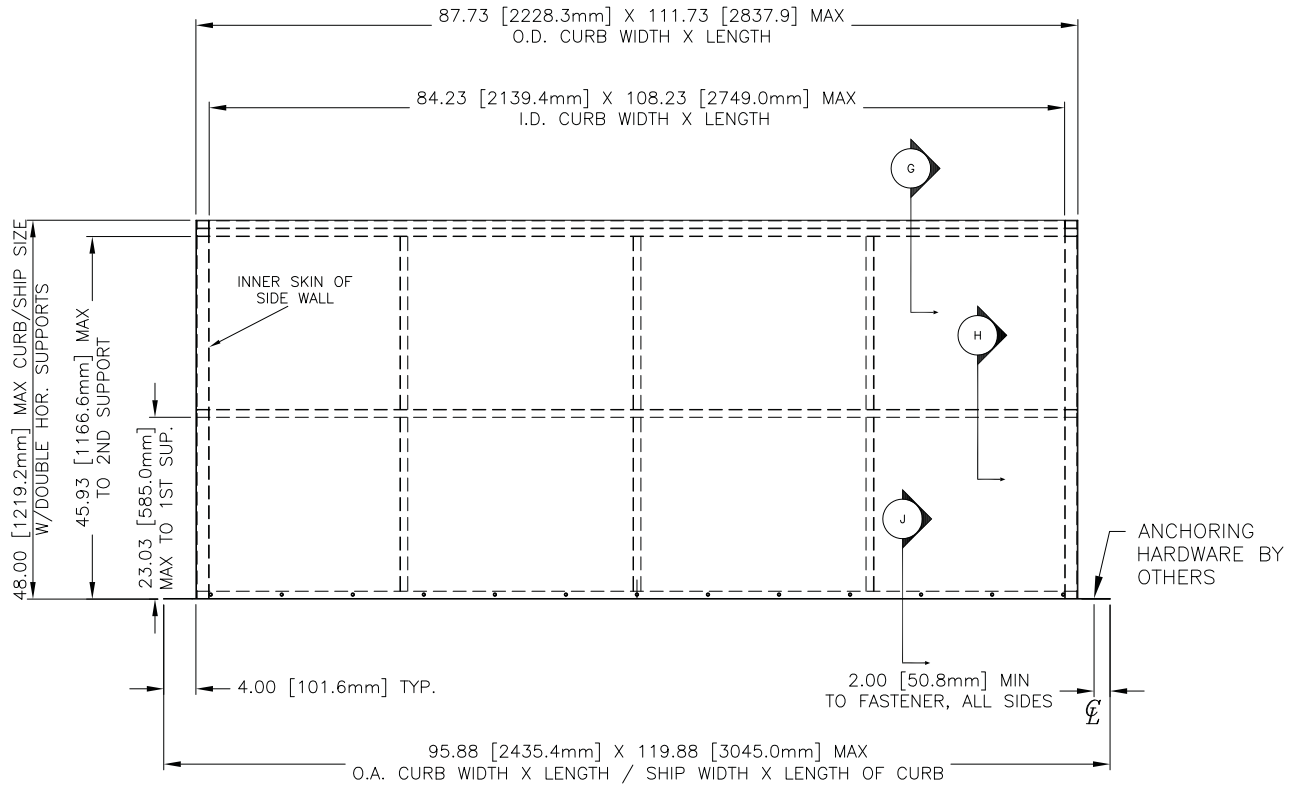 87.73 [2228.3mm] X 111.73 [2837.9] MAX
O.D. CURB WIDTH X LENGTH
84.23 [2139.4mm] X 108.23 [2749.0mm] MAX
I.D. CURB WIDTH X LENGTH
G
48.00 [1219.2mm] MAX CURB/SHIP SIZE
W/DOUBLE HOR. SUPPORTS
45.93 [1166.6mm] MAX
TO 2ND SUPPORT
23.03 [585.0mm]
MAX TO 1ST SUP.
INNER SKIN OF
SIDE WALL
H
J
ANCHORING
HARDWARE BY
OTHERS
4.00 [101.6mm] TYP.
2.00 [50.8mm] MIN
TO FASTENER, ALL SIDES
CL
95.88 [2435.4mm] X 119.88 [3045.0mm] MAX
O.A. CURB WIDTH X LENGTH / SHIP WIDTH X LENGTH OF CURB